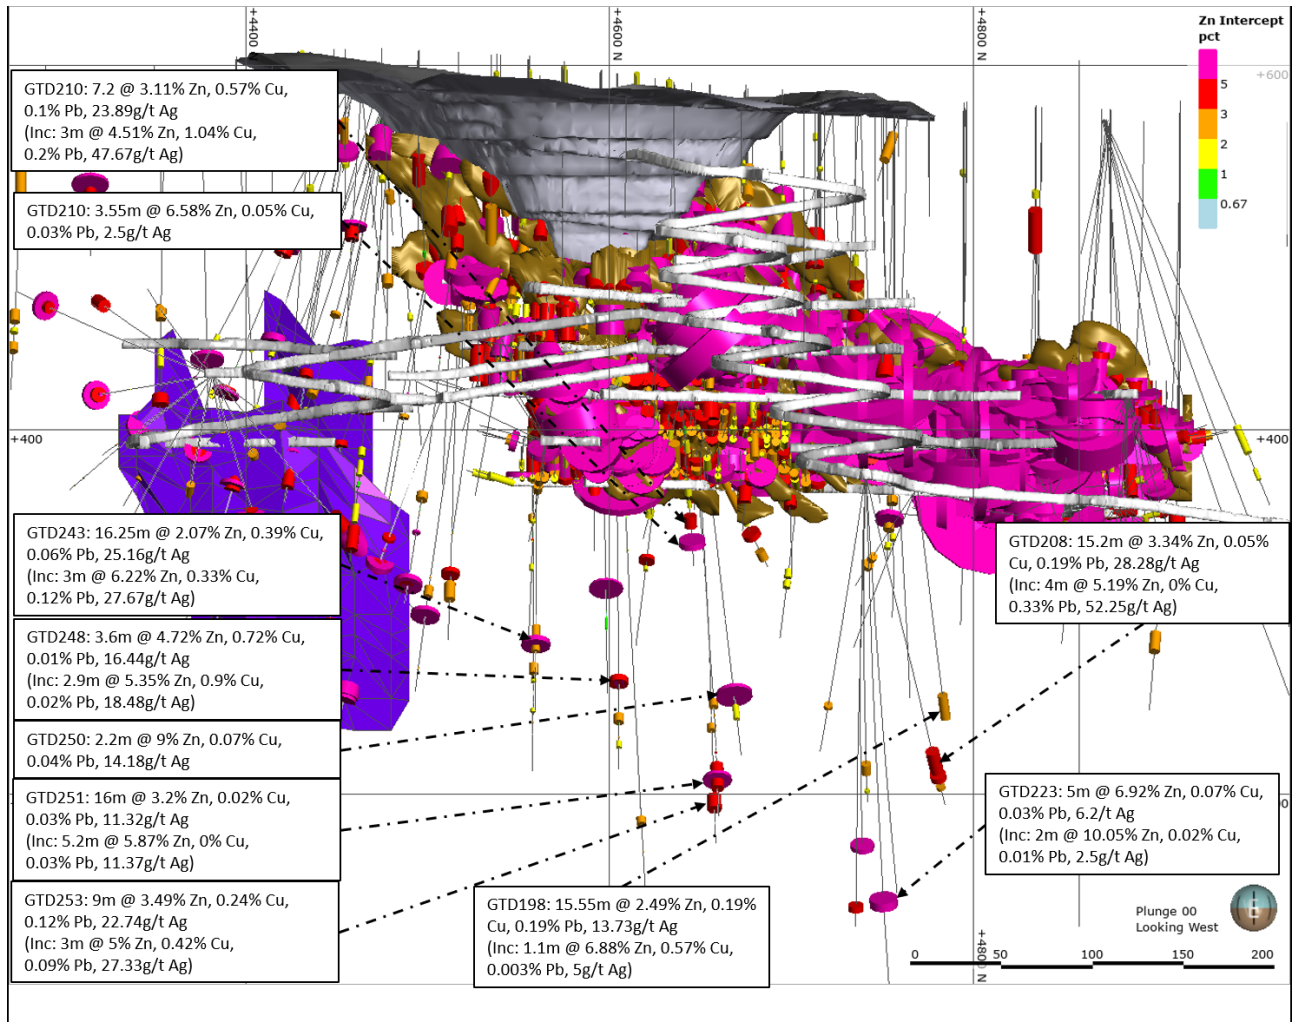 4400 N
4600 N
4800 N
Zn Intercept
pct
5
3
2
1
0.67
+600
GTD210: 7.2 @ 3.11% Zn, 0.57% Cu,
0.1% Pb, 23.89g/t Ag
(Inc: 3m @ 4.51% Zn, 1.04% Cu,
0.2% Pb, 47.67g/t Ag)
GTD210: 3.55m @ 6.58% Zn, 0.05% Cu,
0.03% Pb, 2.5g/t Ag
+400
+400
GTD243: 16.25m @ 2.07% Zn, 0.39% Cu,
0.06% Pb, 25.16g/t Ag
(Inc: 3m @ 6.22% Zn, 0.33% Cu,
0.12% Pb, 27.67g/t Ag)
GTD208: 15.2m @ 3.34% Zn, 0.05%
Cu, 0.19% Pb, 28.28g/t Ag
(Inc: 4m @ 5.19% Zn, 0% Cu,
0.33% Pb, 52.25g/t Ag)
GTD248: 3.6m @ 4.72% Zn, 0.72% Cu,
0.01% Pb, 16.44g/t Ag
(Inc: 2.9m @ 5.35% Zn, 0.9% Cu,
0.02% Pb, 18.48g/t Ag)
GTD250: 2.2m @ 9% Zn, 0.07% Cu,
0.04% Pb, 14.18g/t Ag
GTD251: 16m @ 3.2% Zn, 0.02% Cu,
0.03% Pb, 11.32g/t Ag
(Inc: 5.2m @ 5.87% Zn, 0% Cu,
0.03% Pb, 11.37g/t Ag)
GTD223: 5m @ 6.92% Zn, 0.07% Cu,
0.03% Pb, 6.2/t Ag
(Inc: 2m @ 10.05% Zn, 0.02% Cu,
0.01% Pb, 2.5g/t Ag)
GTD253: 9m @ 3.49% Zn, 0.24% Cu,
0.12% Pb, 22.74g/t Ag
(Inc: 3m @ 5% Zn, 0.42% Cu,
0.09% Pb, 27.33g/t Ag)
GTD198: 15.55m @ 2.49% Zn, 0.19%
Cu, 0.19% Pb, 13.73g/t Ag
(Inc: 1.1m @ 6.88% Zn, 0.57% Cu,
0.003% Pb, 5g/t Ag)
Plunge 00
Looking West
4800 N
0 50 100 150 200